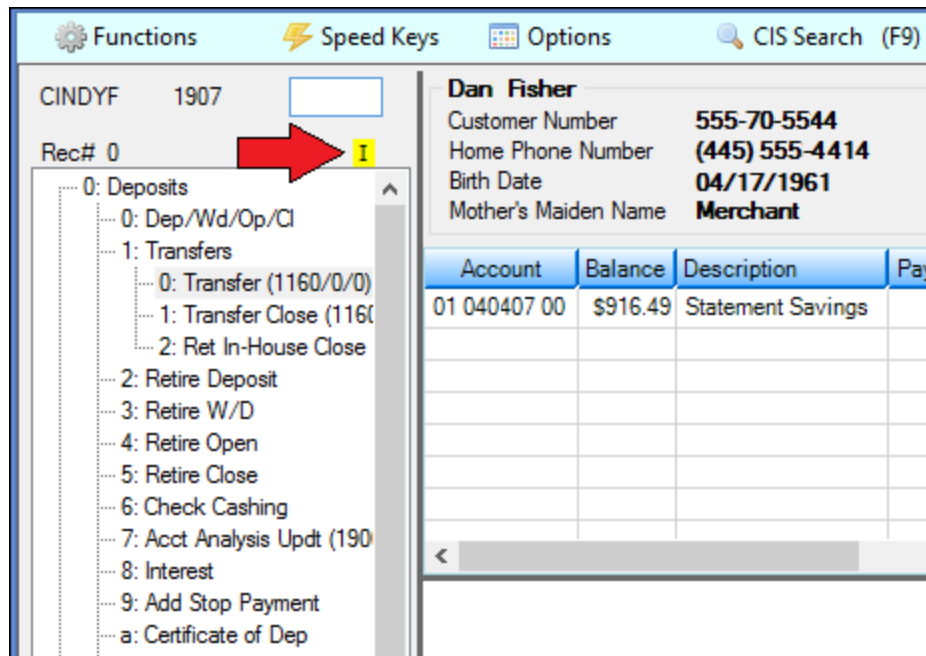 Functions Speed Keys Options CIS Search (F9)
CINDYF 1907
Rec# 0 I
0: Deposits
0: Dep/Wd/Op/Cl
1: Transfers
0: Transfer (1160/0/0)
1: Transfer Close (1160
2: Ret In-House Close
2: Retire Deposit
3: Retire W/D
4: Retire Open
5: Retire Close
6: Check Cashing
7: Acct Analysis Updt (190
8: Interest
9: Add Stop Payment
a: Certificate of Dep
Dan Fisher
Customer Number 555-70-5544
Home Phone Number (445) 555-4414
Birth Date 04/17/1961
Mother's Maiden Name Merchant
Account Balance Description
01 040407 00 $916.49 Statement Savings